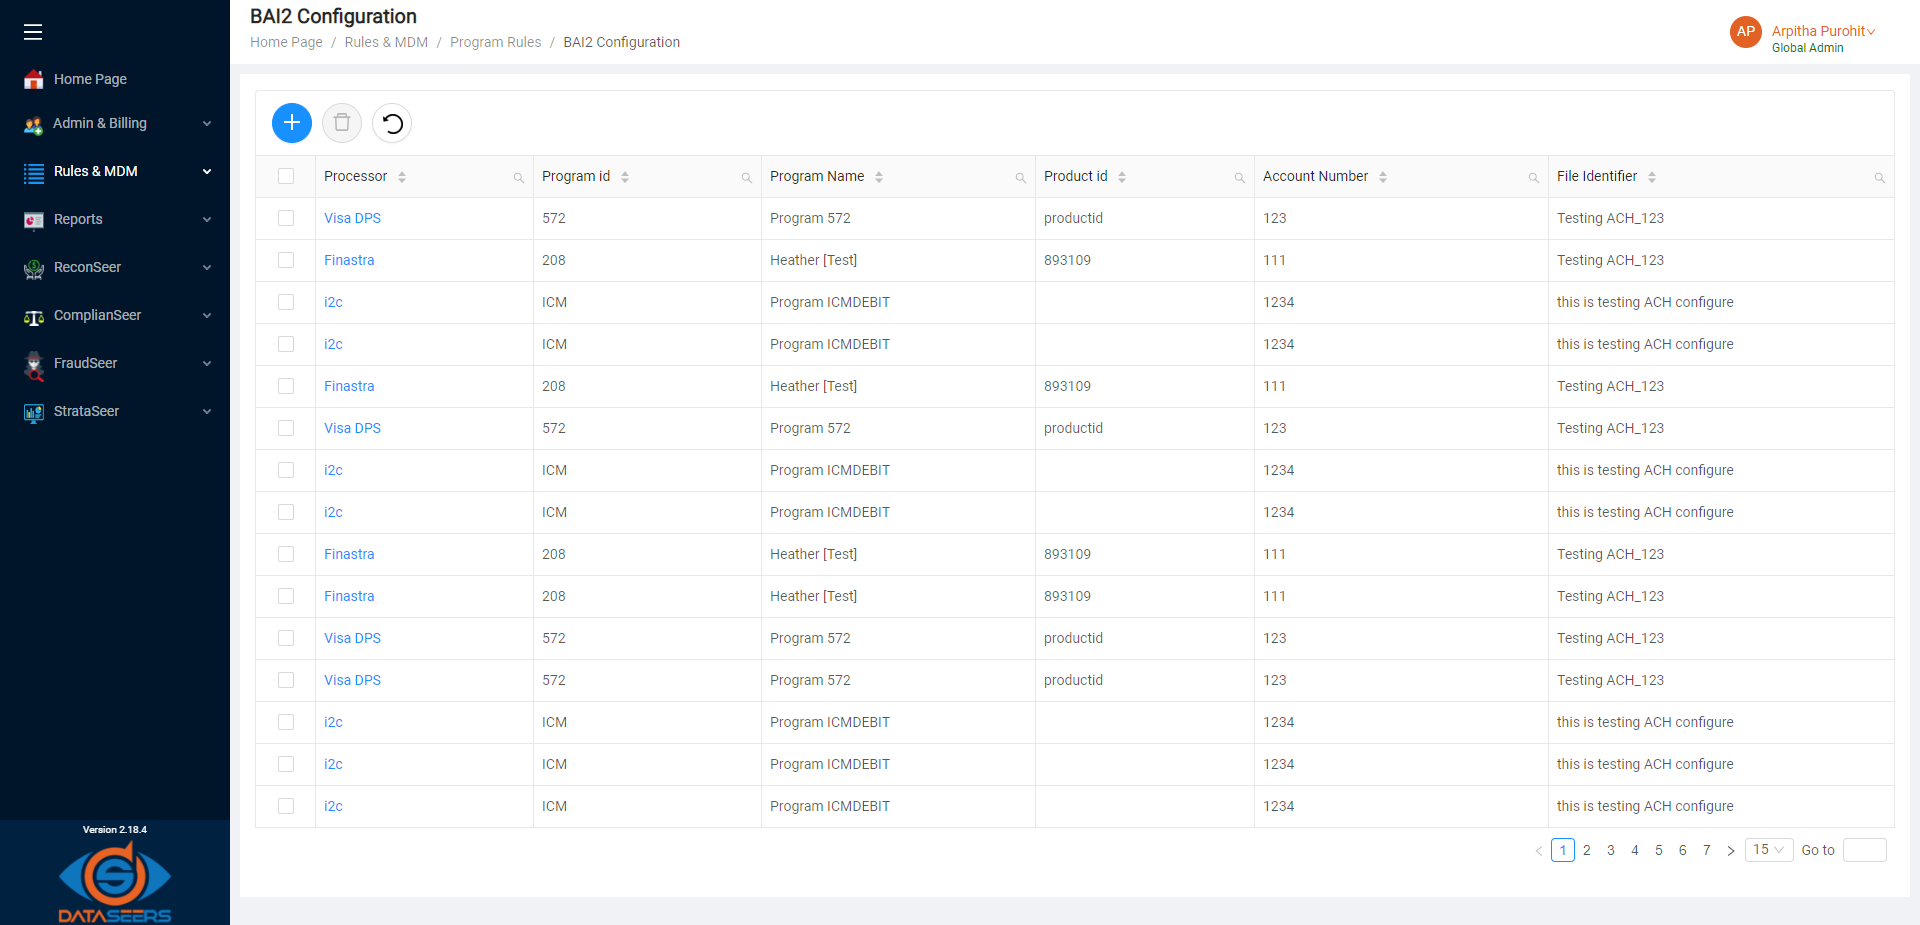 BAI2 Configuration
Home Page / Rules & MDM / Program Rules / BAI2 Configuration
AP
Arpitha Purohit
Global Admin
Home Page
Admin & Billing
Rules & MDM
Reports
ReconSeer
ComplianSeer
FraudSeer
StrataSeer
Version 2.18.4
DATASEERS
Processor Program id Program Name Product id Account Number File Identifier
Visa DPS 572 Program 572 productid 123 Testing ACH_123
Finastra 208 Heather [Test] 893109 111 Testing ACH_123
i2c ICM Program ICMDEBIT 1234 this is testing ACH configure
i2c ICM Program ICMDEBIT 1234 this is testing ACH configure
Finastra 208 Heather [Test] 893109 111 Testing ACH_123
Visa DPS 572 Program 572 productid 123 Testing ACH_123
i2c ICM Program ICMDEBIT 1234 this is testing ACH configure
i2c ICM Program ICMDEBIT 1234 this is testing ACH configure
Finastra 208 Heather [Test] 893109 111 Testing ACH_123
Finastra 208 Heather [Test] 893109 111 Testing ACH_123
Visa DPS 572 Program 572 productid 123 Testing ACH_123
Visa DPS 572 Program 572 productid 123 Testing ACH_123
i2c ICM Program ICMDEBIT 1234 this is testing ACH configure
i2c ICM Program ICMDEBIT 1234 this is testing ACH configure
i2c ICM Program ICMDEBIT 1234 this is testing ACH configure
< 1 2 3 4 5 6 7 > 15 Go to